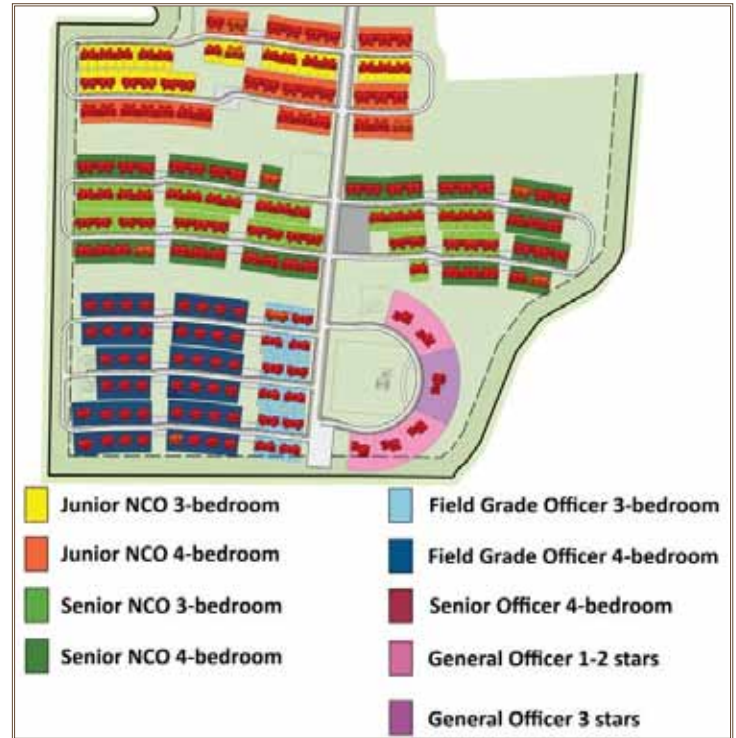 Junior NCO 3-bedroom
Junior NCO 4-bedroom
Senior NCO 3-bedroom
Senior NCO 4-bedroom
Field Grade Officer 3-bedroom
Field Grade Officer 4-bedroom
Senior Officer 4-bedroom
General Officer 1-2 stars
General Officer 3 stars